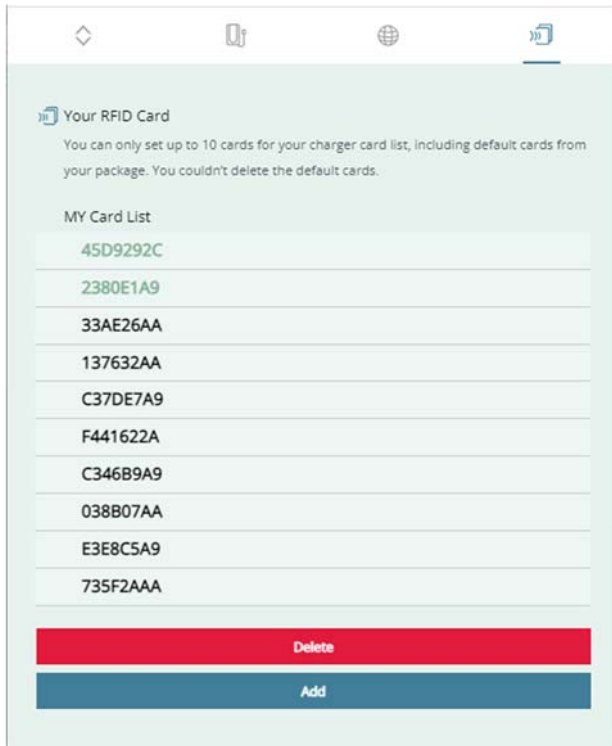 Your RFID Card
You can only set up to 10 cards for your charger card list, including default cards from
your package. You couldn't delete the default cards.
MY Card List
45D9292C
2380E1A9
33AE26AA
137632AA
C37DE7A9
F441622A
C346B9A9
038B07AA
E3E8C5A9
735F2AAA
Delete
Add